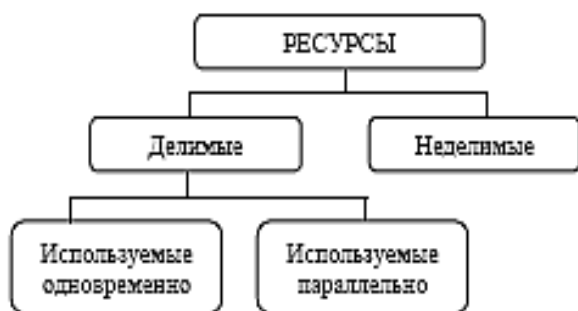 РЕСУРСЫ
Делимые
Неделимые
Используемые
одновременно
Используемые
параллельно